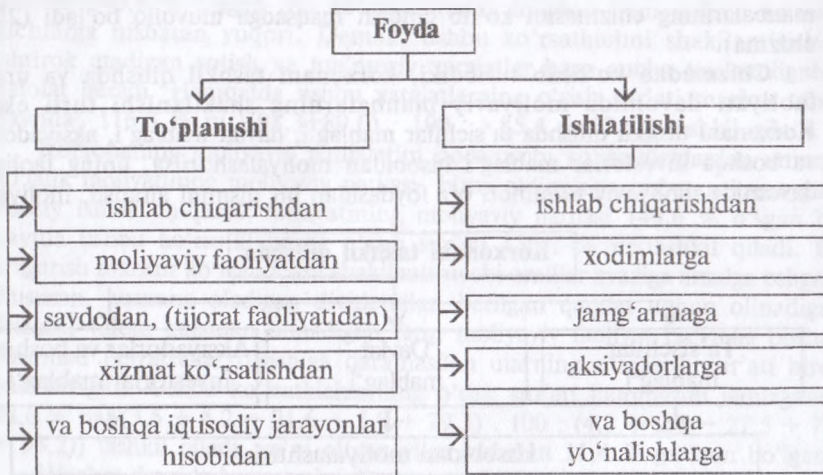 Foyda
To‘planishi
ishlab chiqarishdan
moliyaviy faoliyatdan
savdodan, (tijorat faoliyatidan)
xizmat ko‘rsatishdan
va boshqa iqtisodiy jarayonlar
hisobidan
Ishlatilishi
ishlab chiqarishdan
xodimlarga
jamg‘armaga
aksiyadorlarga
va boshqa
yo‘nalishlarga